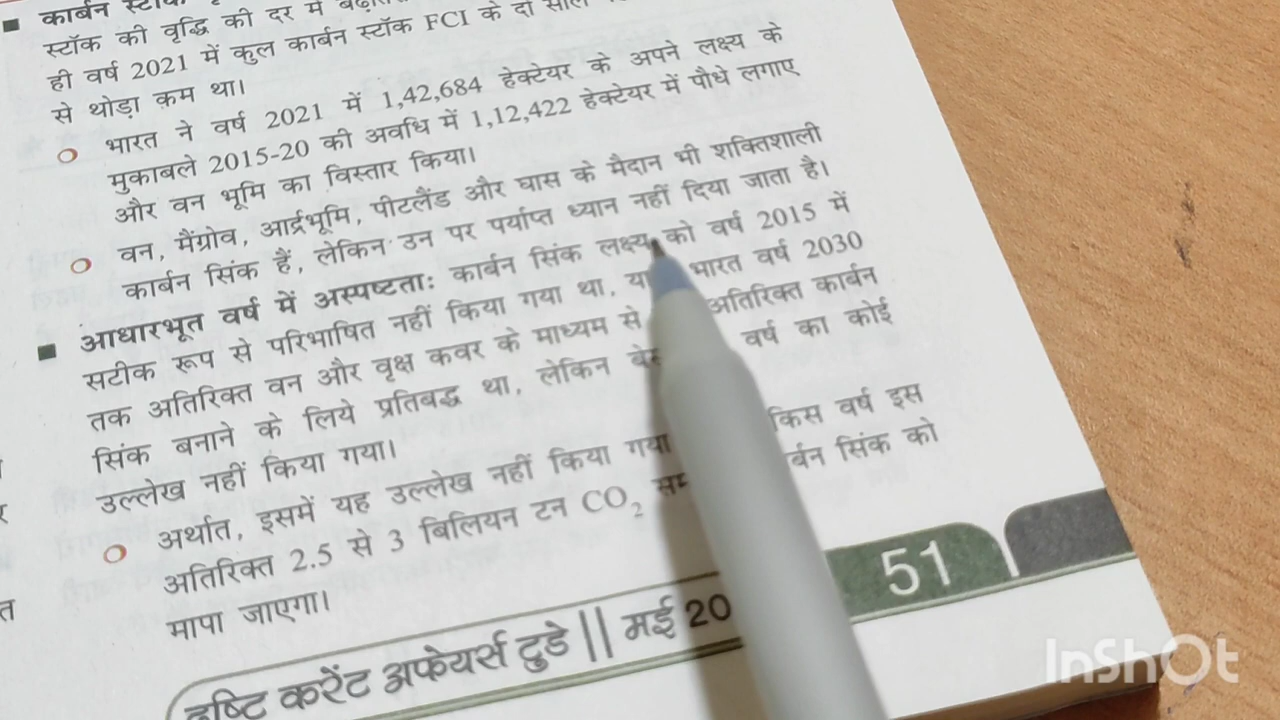 ■ कार्बन
स्टॉक की वृद्धि की दर में
ही वर्ष 2021 में कुल कार्बन स्टॉक FCI के दो साल
से थोड़ा कम था।
भारत ने वर्ष 2021 में 1,42,684 हेक्टेयर के अपने लक्ष्य के
मुकाबले 2015-20 की अवधि में 1,12,422 हेक्टेयर में पौधे लगाए
और वन भूमि का विस्तार किया।
वन, मैंग्रोव, आर्द्रभूमि, पीटलैंड और घास के मैदान भी शक्तिशाली
कार्बन सिंक हैं, लेकिन उन पर पर्याप्त ध्यान नहीं दिया जाता है।
■ आधारभूत वर्ष में अस्पष्टता: कार्बन सिंक लक्ष्य को वर्ष 2015 में
सटीक रूप से परिभाषित नहीं किया गया था, भारत वर्ष 2030
तक अतिरिक्त वन और वृक्ष कवर के माध्यम से अतिरिक्त कार्बन
सिंक बनाने के लिये प्रतिबद्ध था, लेकिन वर्ष का कोई
उल्लेख नहीं किया गया।
अर्थात, इसमें यह उल्लेख नहीं किया गया किस वर्ष इस
अतिरिक्त 2.5 से 3 बिलियन टन CO₂ सिंक को
मापा जाएगा।
दृष्टि करेंट अफेयर्स टुडे || मई 20
51
InShOt